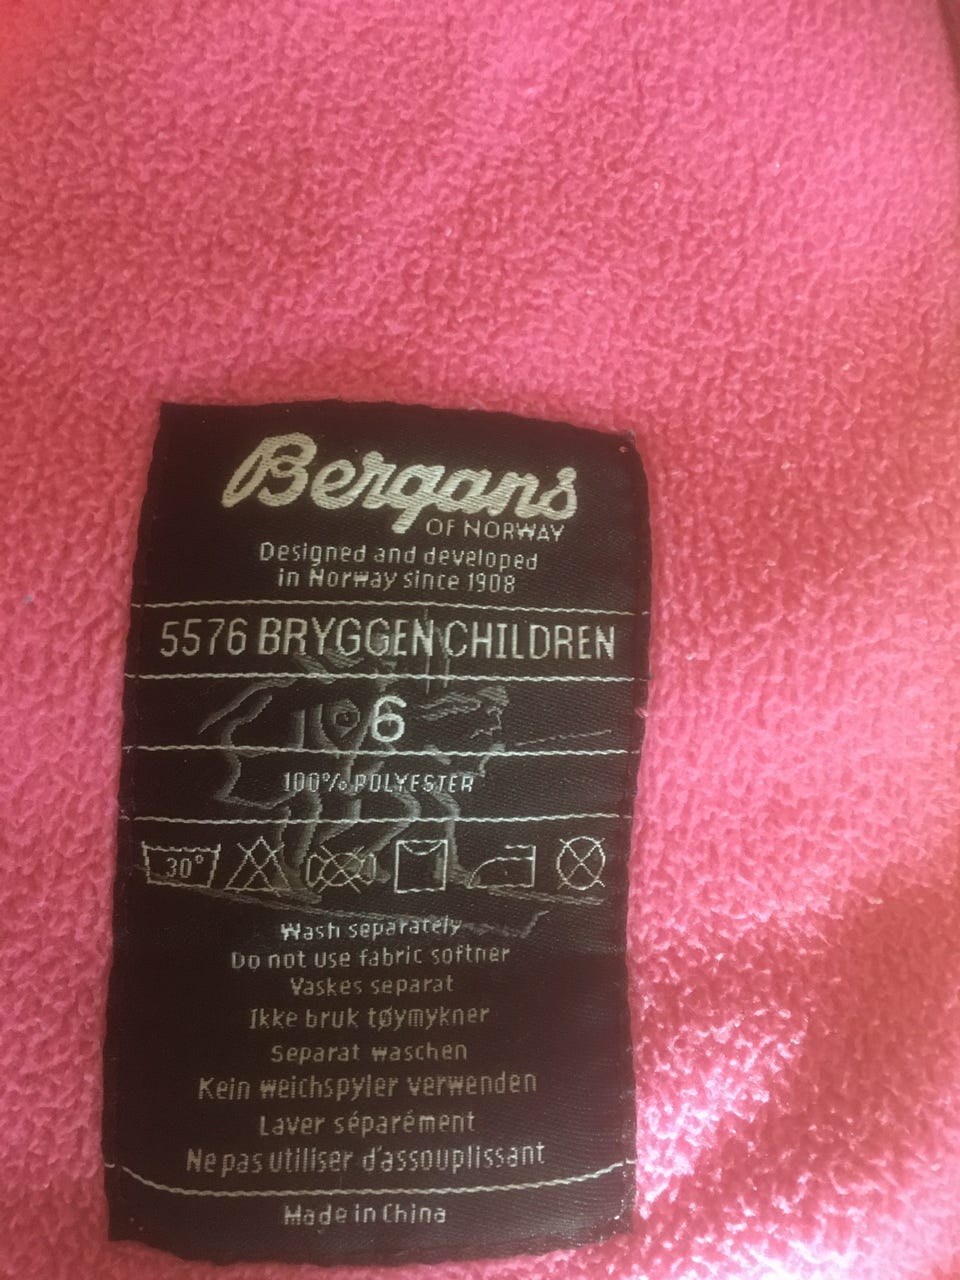 Bergans
OF NORWAY
Designed and developed
in Norway since 1908
5576 BRYGGEN CHILDREN
6
100% POLYESTER
30°
Wash separately
Do not use fabric softner
Vaskes separat
Ikke bruk tøymykner
Separat waschen
Kein weichspyler verwenden
Laver séparément
Ne pas utiliser d'assouplissant
Made in China